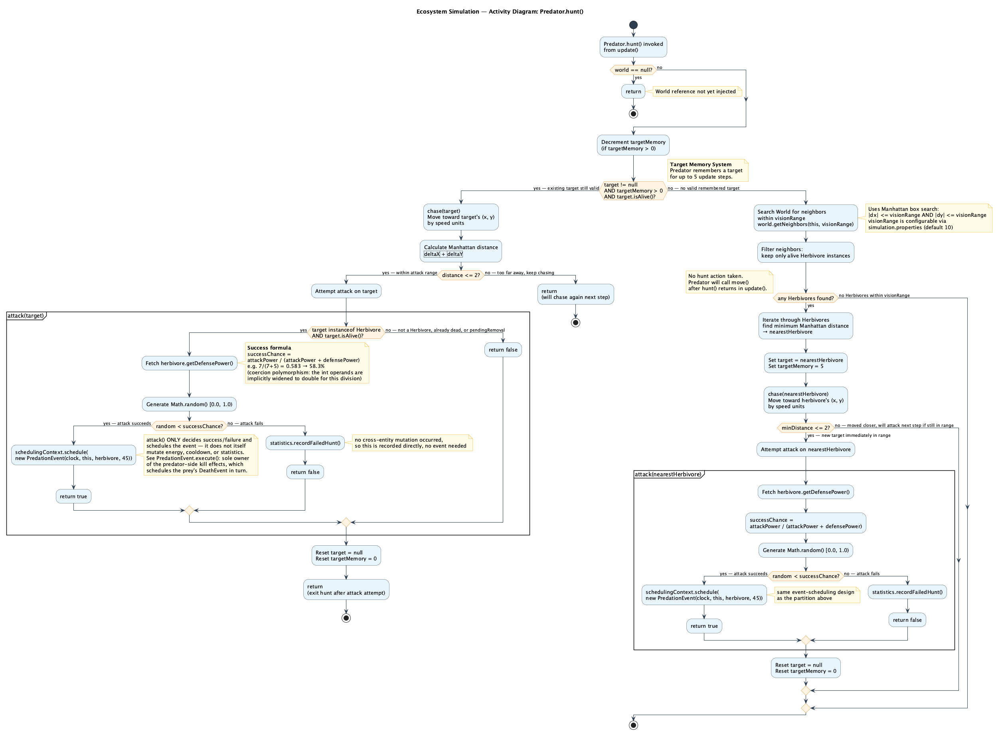 Ecosystem Simulation — Activity Diagram: Predator.hunt()
Predator.hunt() invoked
from update()
world == null?
no
yes
return
World reference not yet injected
Decrement targetMemory
(if targetMemory > 0)
Target Memory System
Predator remembers a target
for up to 5 update steps.
target != null
AND targetMemory > 0
AND target.isAlive()?
yes — existing target still valid
no — no valid remembered target
chase(target)
Move toward target's (x, y)
by speed units
Calculate Manhattan distance
deltaX + deltaY
distance <= 2?
yes — within attack range
no — too far away, keep chasing
Attempt attack on target
return
(will chase again next step)
attack(target)
target instanceof Herbivore
AND target.isAlive()?
yes
no — not a Herbivore, already dead, or pendingRemoval
return false
Fetch herbivore.getDefensePower()
Success formula
successChance =
attackPower / (attackPower + defensePower)
e.g. 7/(7+5) = 0.583 → 58.3%
(coercion polymorphism: the int operands are
implicitly widened to double for this division)
Generate Math.random() [0.0, 1.0)
random < successChance?
yes — attack succeeds
no — attack fails
schedulingContext.schedule(
new PredationEvent(clock, this, herbivore, 45))
attack() ONLY decides success/failure and
schedules the event — it does not itself
mutate energy, cooldown, or statistics.
See PredationEvent.execute(): sole owner
of the predator-side kill effects, which
schedules the prey's DeathEvent in turn.
statistics.recordFailedHunt()
no cross-entity mutation occurred,
so this is recorded directly, no event needed
return false
return true
Reset target = null
Reset targetMemory = 0
return
(exit hunt after attack attempt)
Search World for neighbors
within visionRange
world.getNeighbors(this, visionRange)
Uses Manhattan box search:
|dx| <= visionRange AND |dy| <= visionRange
visionRange is configurable via
simulation.properties (default 10)
Filter neighbors:
keep only alive Herbivore instances
No hunt action taken.
Predator will call move()
after hunt() returns in update().
any Herbivores found?
no Herbivores within visionRange
yes
Iterate through Herbivores
find minimum Manhattan distance
→ nearestHerbivore
Set target = nearestHerbivore
Set targetMemory = 5
chase(nearestHerbivore)
Move toward herbivore's (x, y)
by speed units
minDistance <= 2?
no — moved closer, will attack next step if still in range
yes — new target immediately in range
Attempt attack on nearestHerbivore
attack(nearestHerbivore)
Fetch herbivore.getDefensePower()
successChance =
attackPower / (attackPower + defensePower)
Generate Math.random() [0.0, 1.0)
random < successChance?
yes — attack succeeds
no — attack fails
schedulingContext.schedule(
new PredationEvent(clock, this, herbivore, 45))
same event-scheduling design
as the partition above
statistics.recordFailedHunt()
return true
return false
Reset target = null
Reset targetMemory = 0